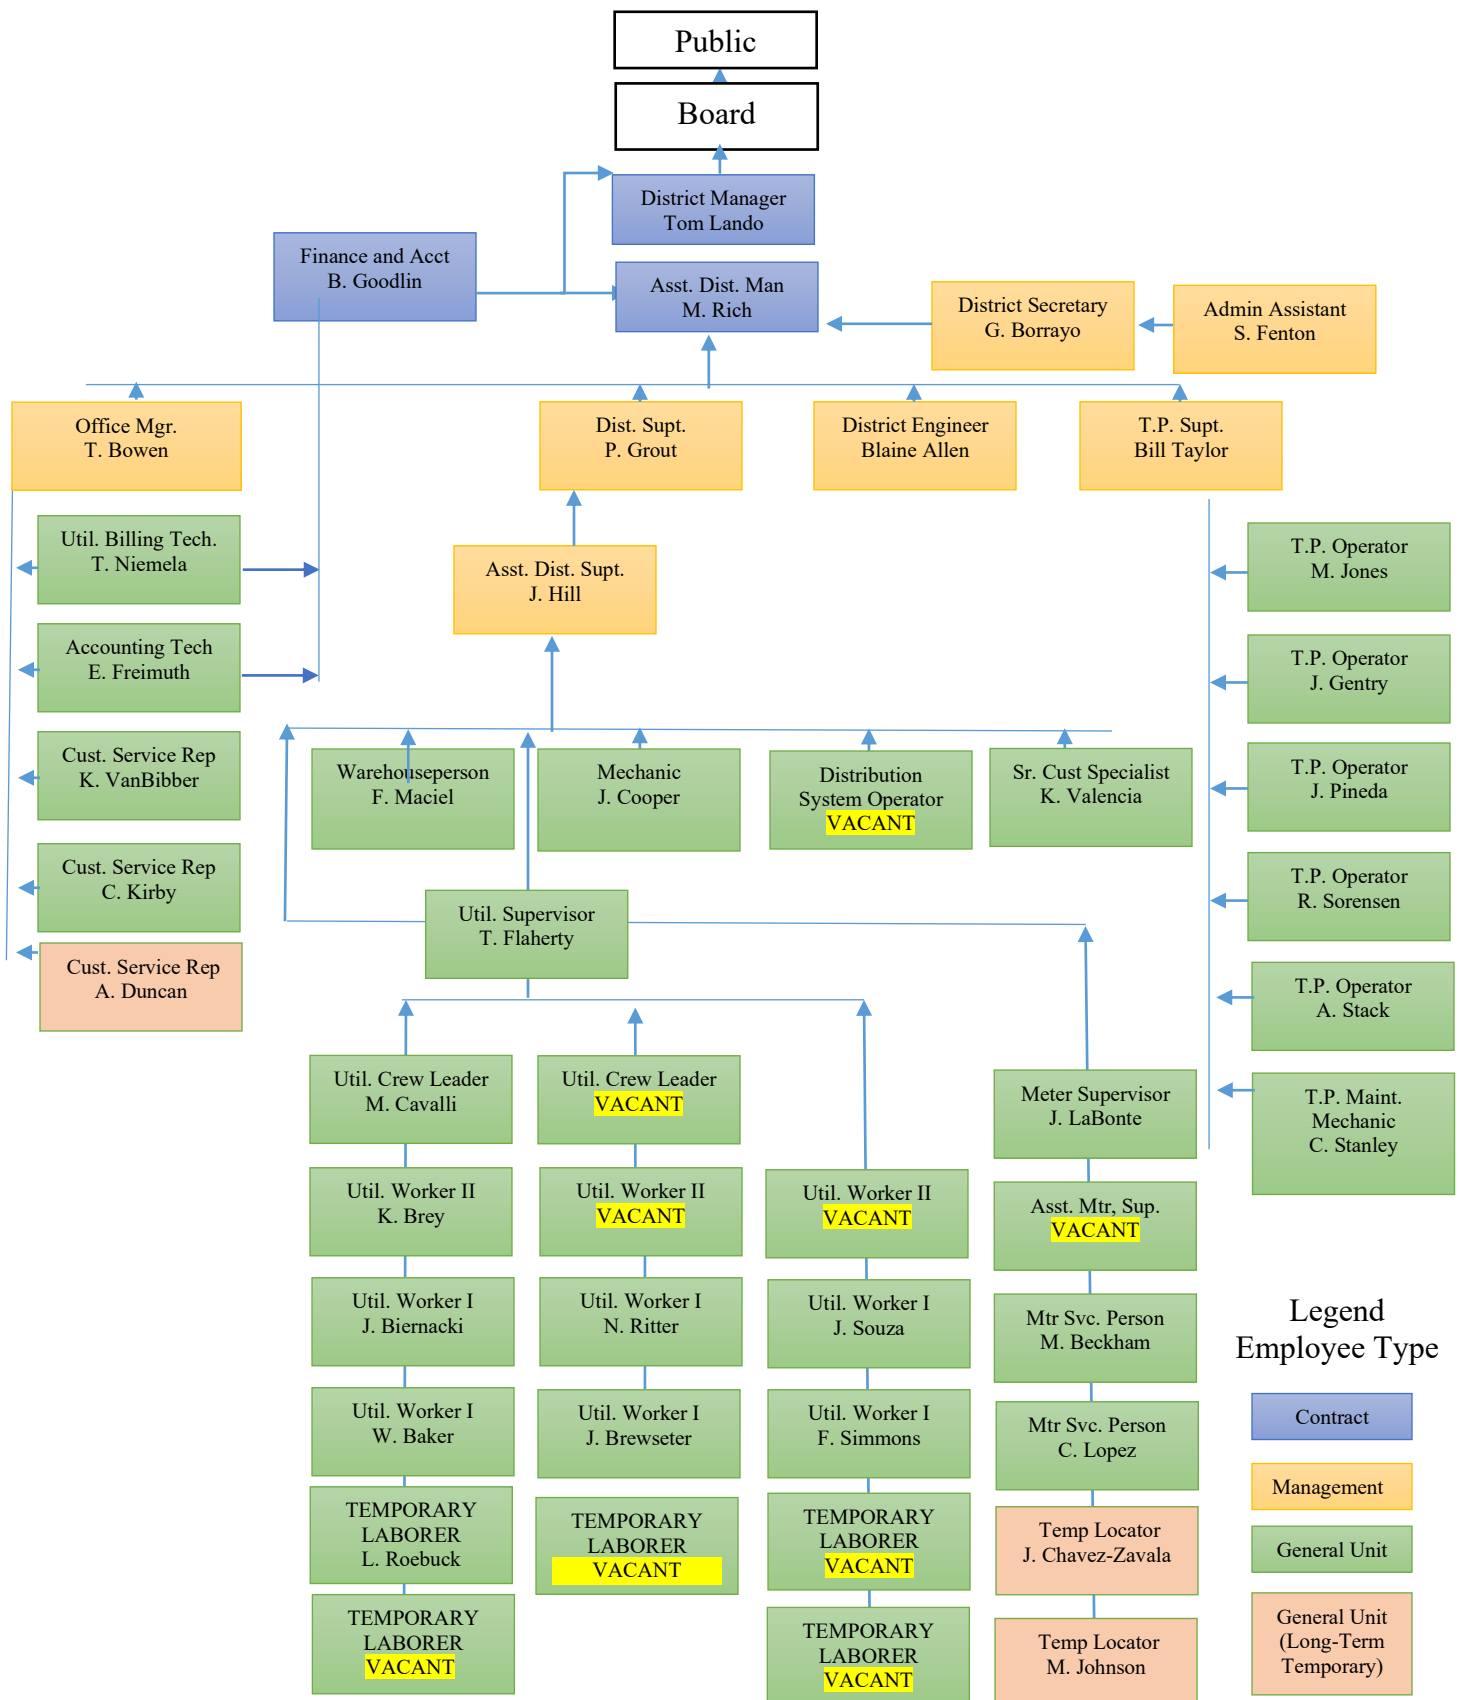 Public
Board
District Manager
Tom Lando
Finance and Acct
B. Goodlin
Asst. Dist. Man
M. Rich
District Secretary
G. Borrayo
Admin Assistant
S. Fenton
Office Mgr.
T. Bowen
Dist. Supt.
P. Grout
District Engineer
Blaine Allen
T.P. Supt.
Bill Taylor
Util. Billing Tech.
T. Niemela
Accounting Tech
E. Freimuth
Cust. Service Rep
K. VanBibber
Cust. Service Rep
C. Kirby
Cust. Service Rep
A. Duncan
Asst. Dist. Supt.
J. Hill
Warehouseperson
F. Maciel
Mechanic
J. Cooper
Distribution
System Operator
VACANT
Sr. Cust Specialist
K. Valencia
Util. Supervisor
T. Flaherty
Util. Crew Leader
M. Cavalli
Util. Worker II
K. Brey
Util. Worker I
J. Biernacki
Util. Worker I
W. Baker
TEMPORARY
LABORER
L. Roebuck
TEMPORARY
LABORER
VACANT
Util. Crew Leader
VACANT
Util. Worker II
VACANT
Util. Worker I
N. Ritter
Util. Worker I
J. Brewseter
TEMPORARY
LABORER
VACANT
Util. Worker II
VACANT
Util. Worker I
J. Souza
Util. Worker I
F. Simmons
TEMPORARY
LABORER
VACANT
TEMPORARY
LABORER
VACANT
Meter Supervisor
J. LaBonte
Asst. Mtr, Sup.
VACANT
Mtr Svc. Person
M. Beckham
Mtr Svc. Person
C. Lopez
Temp Locator
J. Chavez-Zavala
Temp Locator
M. Johnson
T.P. Operator
M. Jones
T.P. Operator
J. Gentry
T.P. Operator
J. Pineda
T.P. Operator
R. Sorensen
T.P. Operator
A. Stack
T.P. Maint.
Mechanic
C. Stanley
Legend
Employee Type
Contract
Management
General Unit
General Unit
(Long-Term
Temporary)